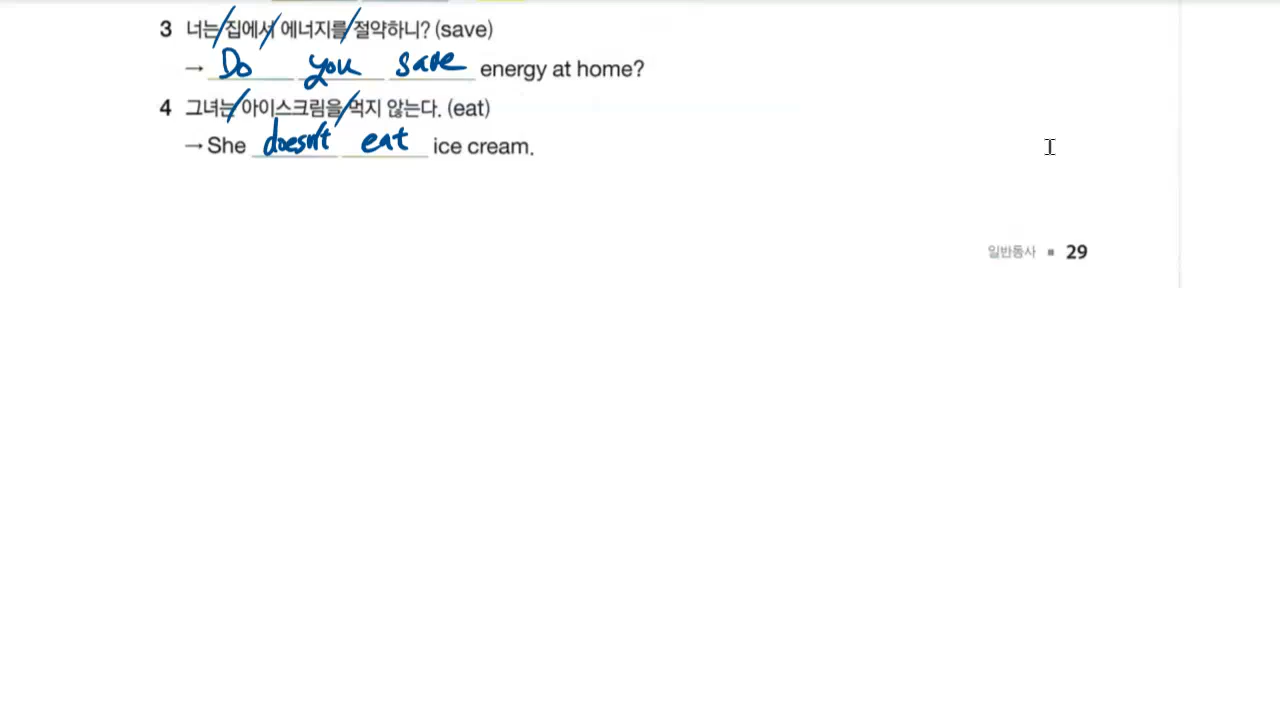 3 너는/집에서/에너지를/절약하니? (save)
→ Do you save energy at home?
4 그녀는/아이스크림을/먹지 않는다. (eat)
→ She doesn't eat ice cream.
일반동사 ■ 29